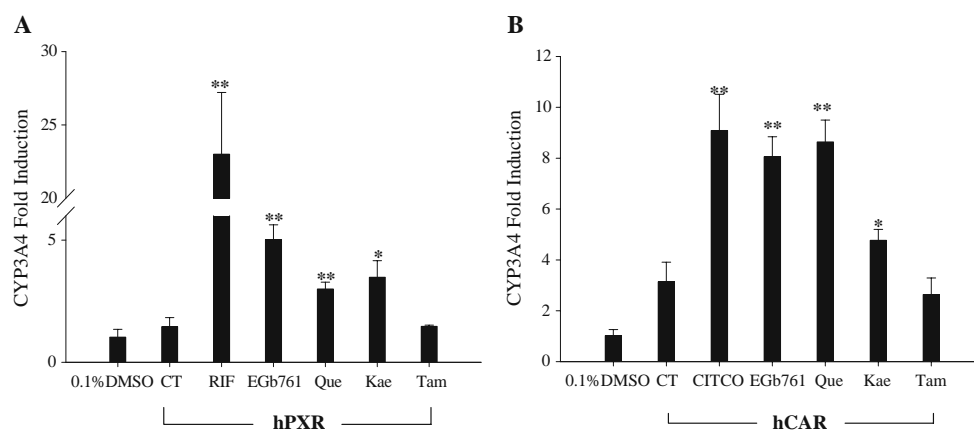 A
CYP3A4 Fold Induction
30
25
20
5
0
**
**
**
*
0.1%DMSO CT RIF EGb761 Que Kae Tam
hPXR
B
CYP3A4 Fold Induction
12
10
8
6
4
2
0
**
**
**
*
0.1%DMSO CT CITCO EGb761 Que Kae Tam
hCAR